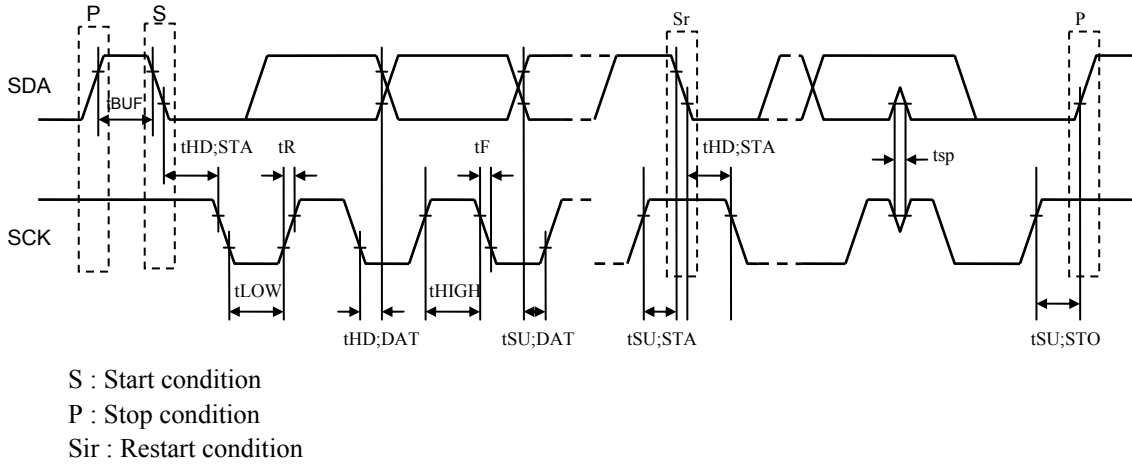 P S Sr P
SDA
tBUF
tHD;STA tR tF tHD;STA tsp
SCK
tLOW tHIGH
tHD;DAT tSU;DAT tSU;STA tSU;STO
S : Start condition
P : Stop condition
Sir : Restart condition